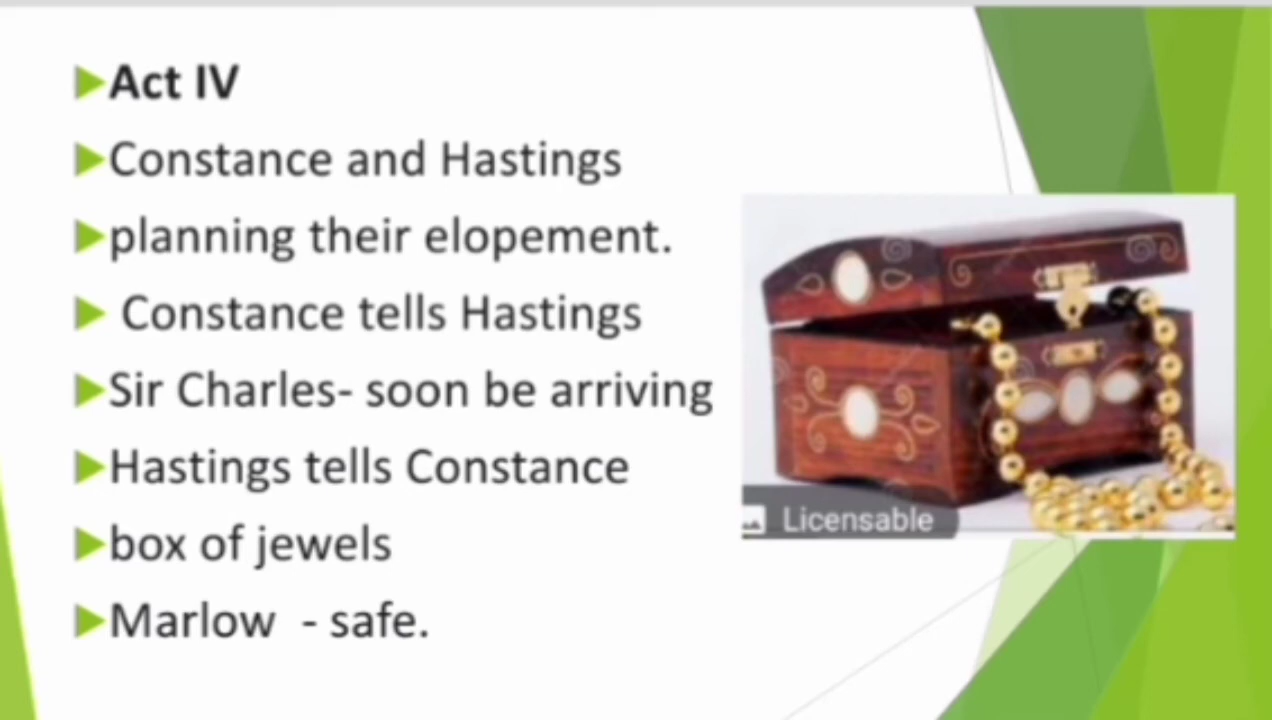 Act IV
Constance and Hastings
planning their elopement.
Constance tells Hastings
Sir Charles- soon be arriving
Hastings tells Constance
box of jewels
Marlow - safe.
Licensable